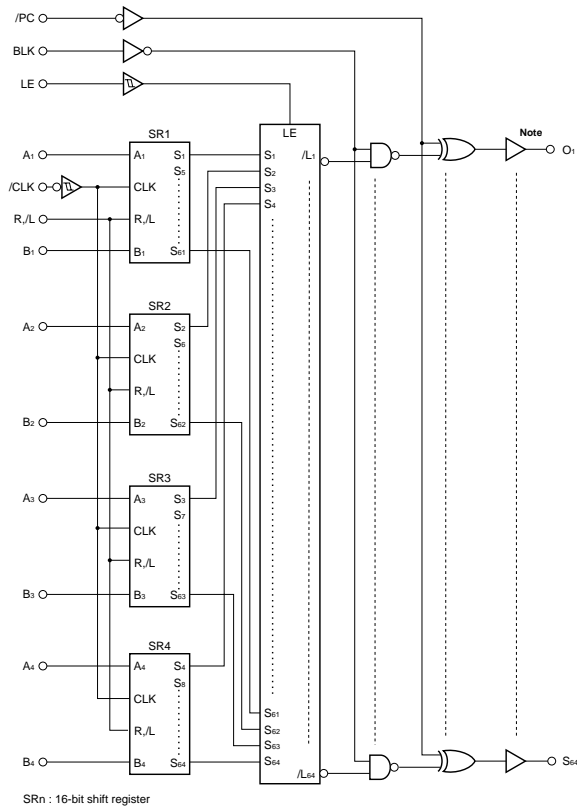 /PC
BLK
LE
SR1
LE
Note
A1 A1 S1 S1 /L1 O1
S5 S2
/CLK CLK S3
R,/L R,/L S4
B1 B1 S61
SR2
A2 A2 S2
S6
CLK
R,/L
B2 B2 S62
SR3
A3 A3 S3
S7
CLK
R,/L
B3 B3 S63
SR4
A4 A4 S4
S8
CLK S61
R,/L S62
S63
B4 B4 S64 S64 /L64 S64
SRn : 16-bit shift register